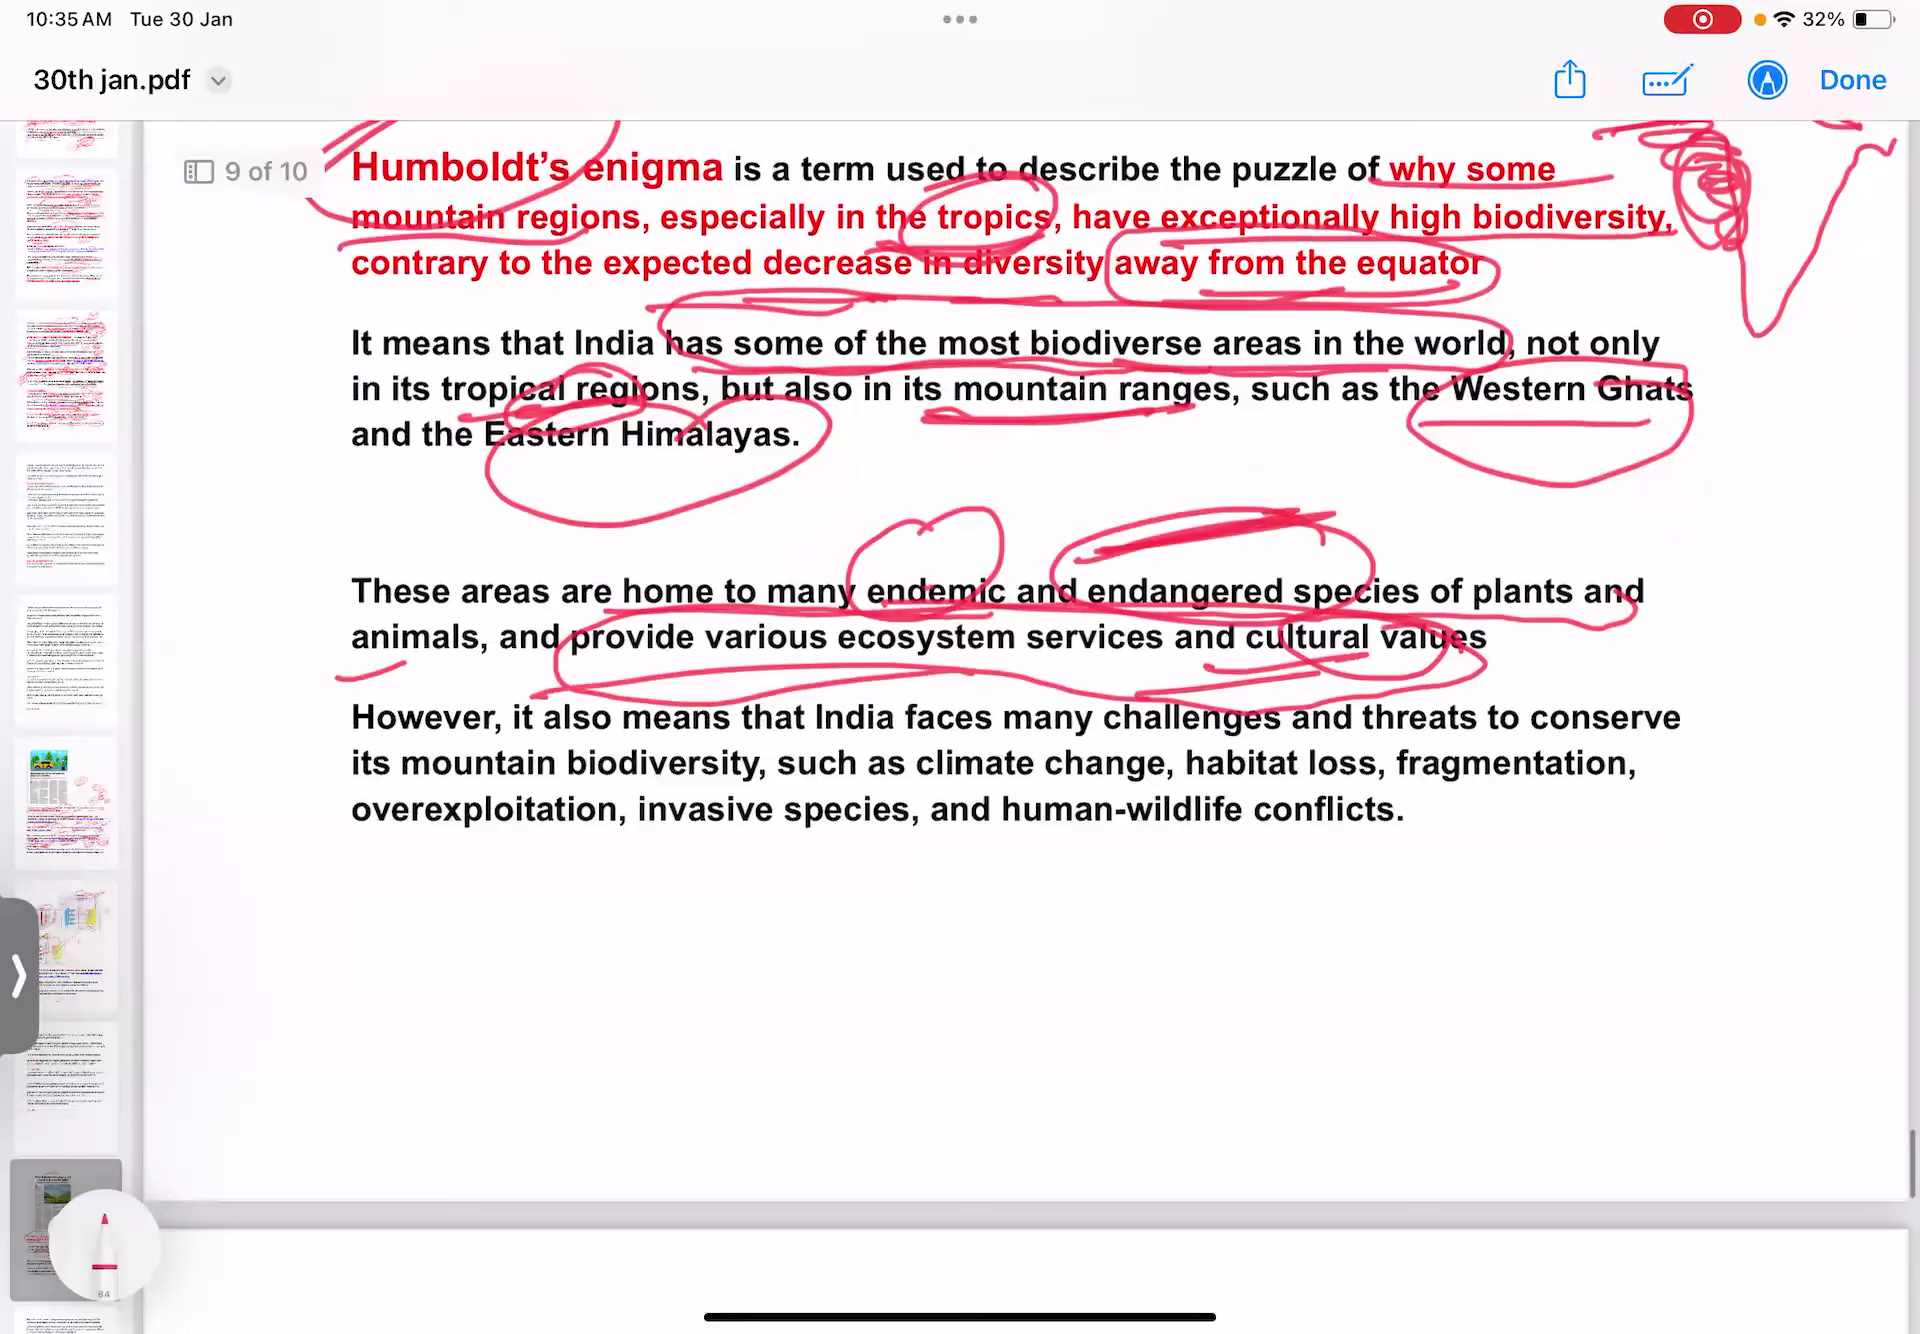 10:35 AM Tue 30 Jan
32%
30th jan.pdf
Done
9 of 10
Humboldt's enigma is a term used to describe the puzzle of why some
mountain regions, especially in the tropics, have exceptionally high biodiversity,
contrary to the expected decrease in diversity away from the equator
It means that India has some of the most biodiverse areas in the world, not only
in its tropical regions, but also in its mountain ranges, such as the Western Ghats
and the Eastern Himalayas.
These areas are home to many endemic and endangered species of plants and
animals, and provide various ecosystem services and cultural values
However, it also means that India faces many challenges and threats to conserve
its mountain biodiversity, such as climate change, habitat loss, fragmentation,
overexploitation, invasive species, and human-wildlife conflicts.
84